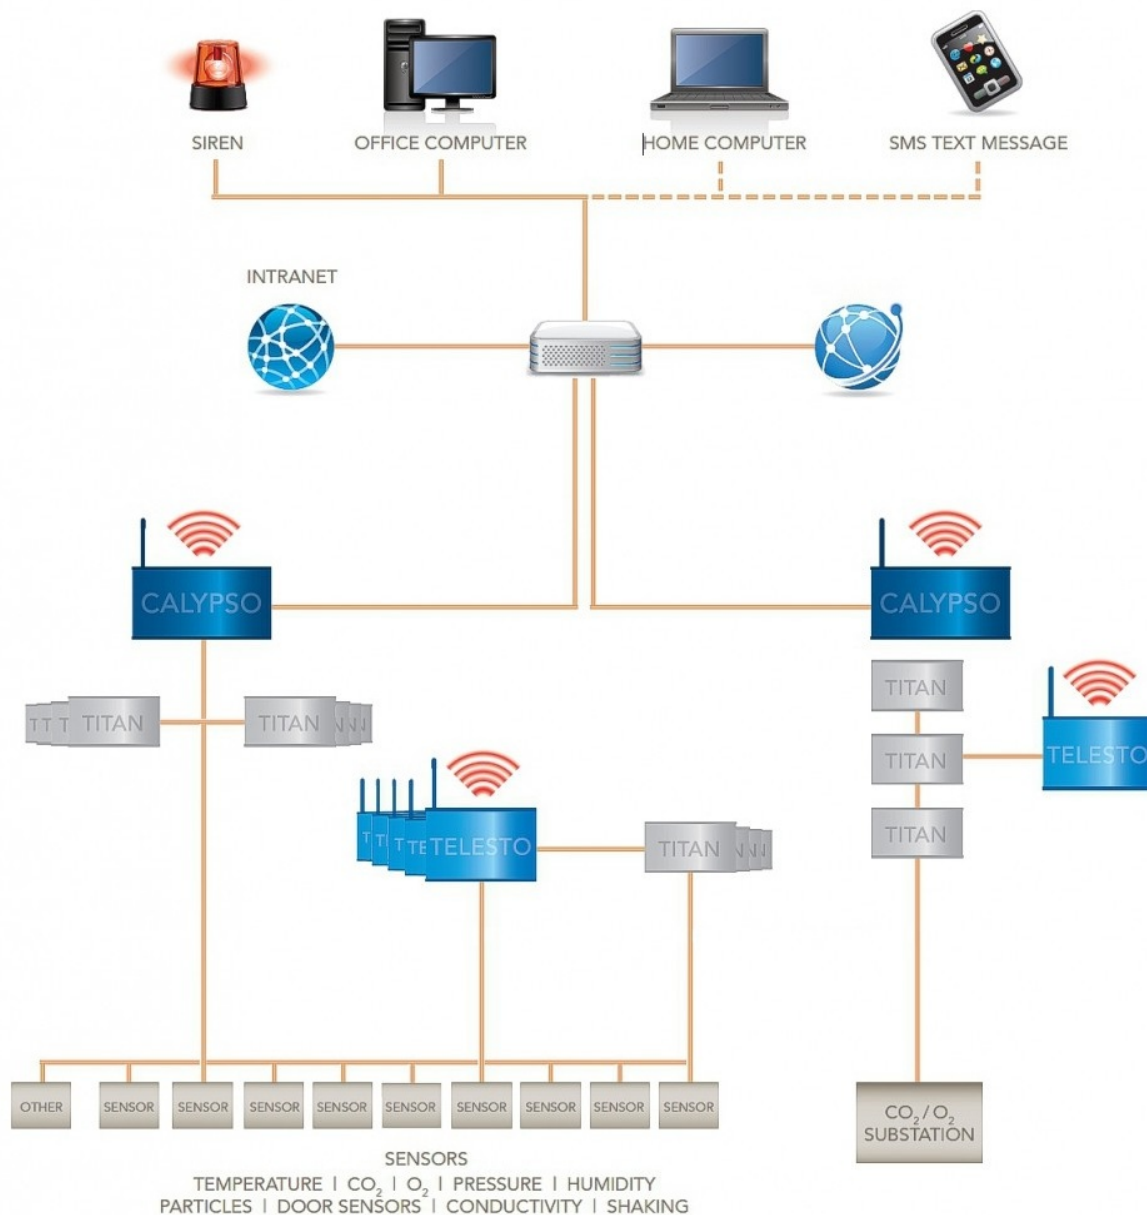 SIREN
OFFICE COMPUTER
HOME COMPUTER
SMS TEXT MESSAGE
INTRANET
CALYPSO
CALYPSO
TITAN
TELESTO
T T T TITAN
TITAN
TITAN
T T T TE TELESTO
TITAN
TITAN
OTHER
SENSOR
SENSOR
SENSOR
SENSOR
SENSOR
SENSOR
SENSOR
SENSOR
SENSOR
CO₂ / O₂
SUBSTATION
SENSORS
TEMPERATURE | CO₂ | O₂ | PRESSURE | HUMIDITY
PARTICLES | DOOR SENSORS | CONDUCTIVITY | SHAKING